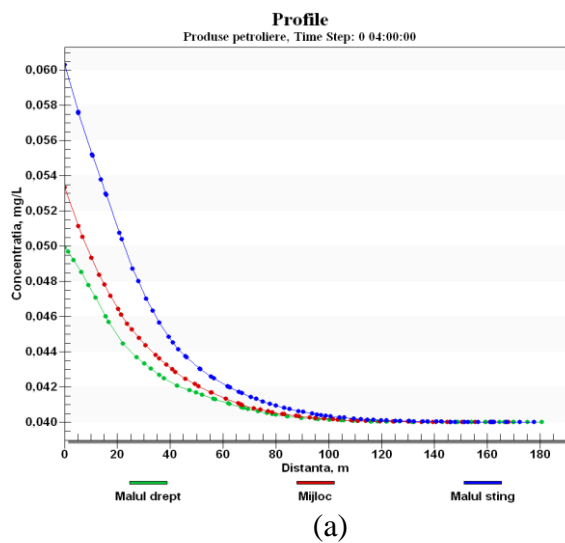 Profile
Produse petroliere, Time Step: 0 04:00:00
Concentratia, mg/L
0,060
0,058
0,056
0,054
0,052
0,050
0,048
0,046
0,044
0,042
0,040
0 20 40 60 80 100 120 140 160 180
Distanta, m
Malul drept Mijloc Malul sting
(a)